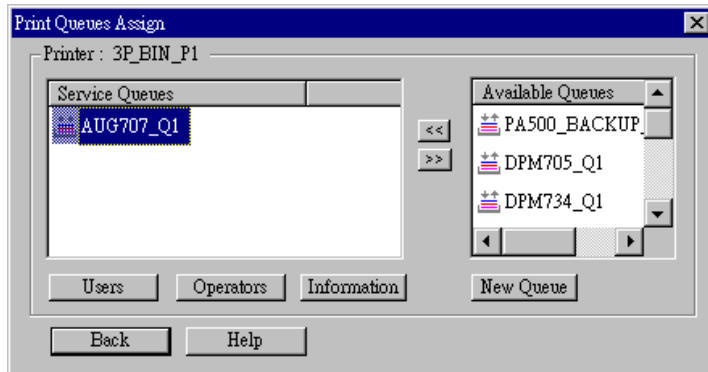 Print Queues Assign
Printer : 3P_BIN_P1
Service Queues
AUG707_Q1
<<
>>
Available Queues
PA500_BACKUP_
DPM705_Q1
DPM734_Q1
Users
Operators
Information
New Queue
Back
Help